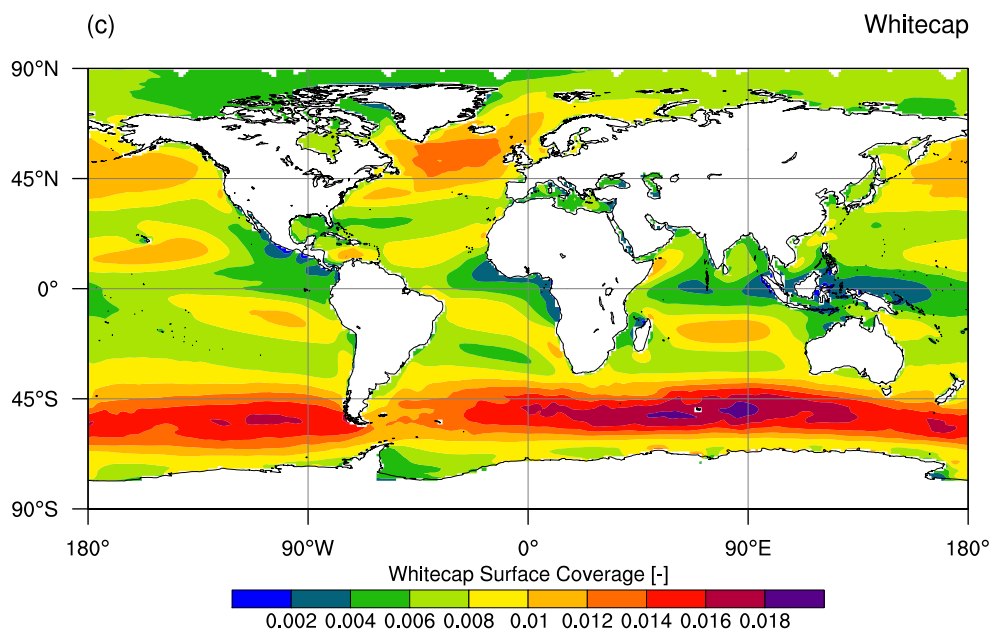 (c) Whitecap
90°N
45°N
0°
45°S
90°S
180° 90°W 0° 90°E 180°
Whitecap Surface Coverage [-]
0.002 0.004 0.006 0.008 0.01 0.012 0.014 0.016 0.018